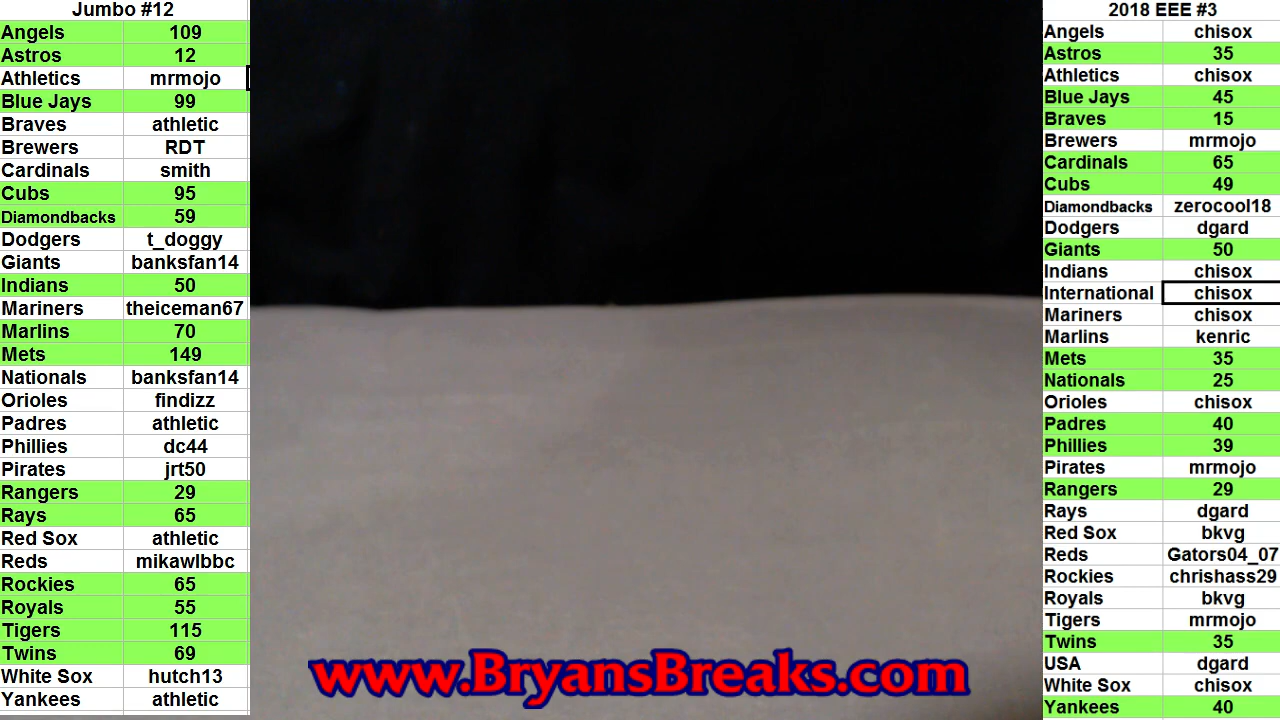 Jumbo #12
Angels 109
Astros 12
Athletics mrmojo
Blue Jays 99
Braves athletic
Brewers RDT
Cardinals smith
Cubs 95
Diamondbacks 59
Dodgers t_doggy
Giants banksfan14
Indians 50
Mariners theiceman67
Marlins 70
Mets 149
Nationals banksfan14
Orioles findizz
Padres athletic
Phillies dc44
Pirates jrt50
Rangers 29
Rays 65
Red Sox athletic
Reds mikawlbbc
Rockies 65
Royals 55
Tigers 115
Twins 69
White Sox hutch13
Yankees athletic
www.BryansBreaks.com
2018 EEE #3
Angels chisox
Astros 35
Athletics chisox
Blue Jays 45
Braves 15
Brewers mrmojo
Cardinals 65
Cubs 49
Diamondbacks zerocool18
Dodgers dgard
Giants 50
Indians chisox
International chisox
Mariners chisox
Marlins kenric
Mets 35
Nationals 25
Orioles chisox
Padres 40
Phillies 39
Pirates mrmojo
Rangers 29
Rays dgard
Red Sox bkvg
Reds Gators04_07
Rockies chrishass29
Royals bkvg
Tigers mrmojo
Twins 35
USA dgard
White Sox chisox
Yankees 40